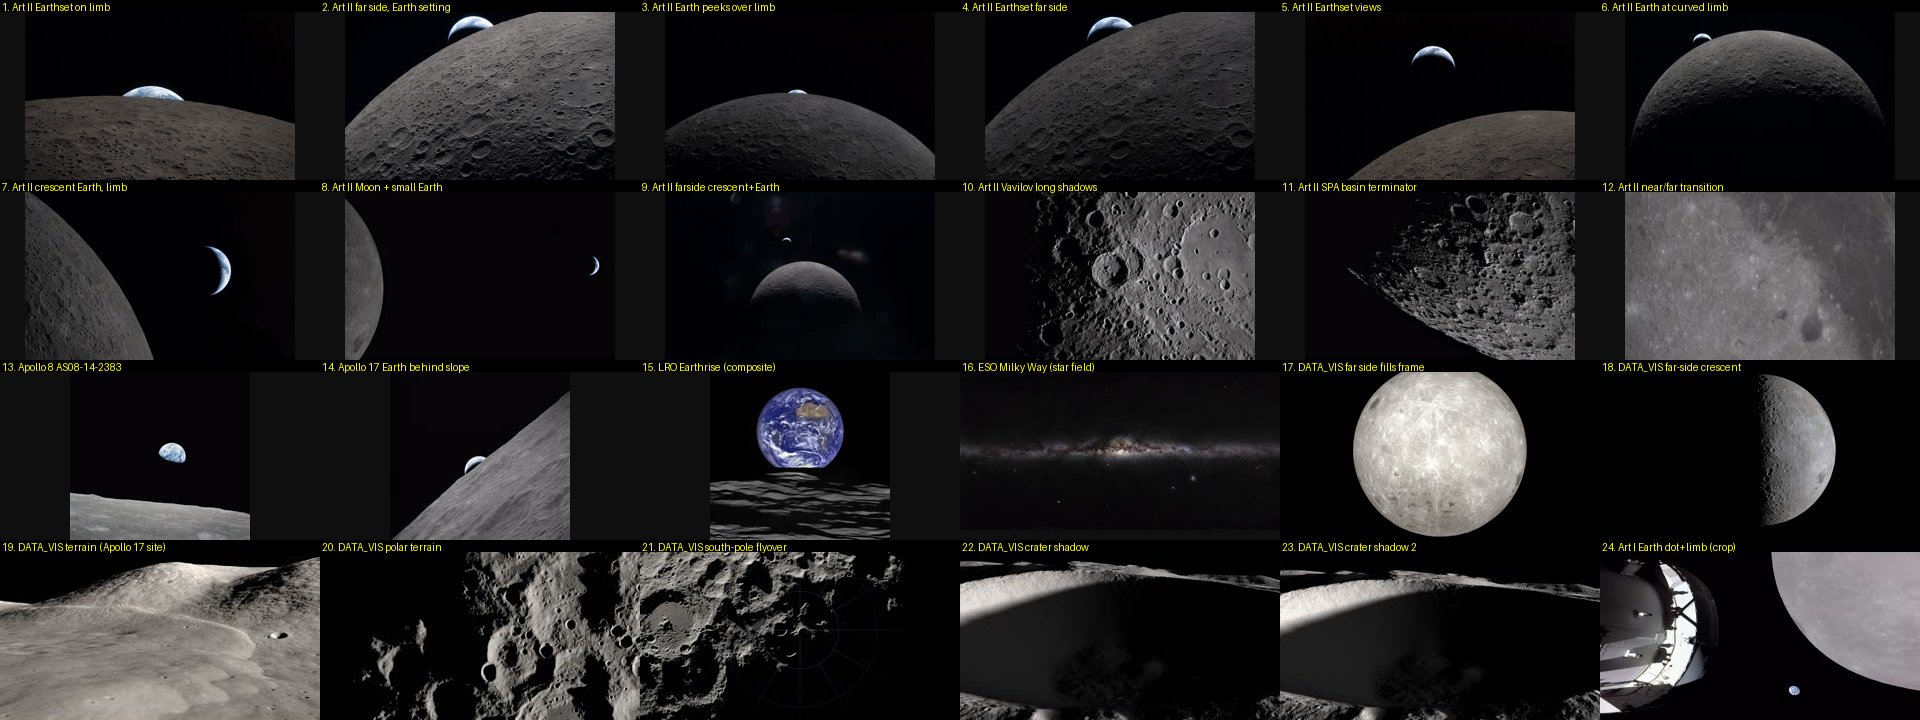 1. Art II Earthset on limb
2. Art II far side, Earth setting
3. Art II Earth peeks over limb
4. Art II Earthset far side
5. Art II Earthset views
6. Art II Earth at curved limb
7. Art II crescent Earth, limb
8. Art II Moon + small Earth
9. Art II farside crescent+Earth
10. Art II Vavilov long shadows
11. Art II SPA basin terminator
12. Art II near/far transition
13. Apollo 8 AS08-14-2383
14. Apollo 17 Earth behind slope
15. LRO Earthrise (composite)
16. ESO Milky Way (star field)
17. DATA_VIS far side fills frame
18. DATA_VIS far-side crescent
19. DATA_VIS terrain (Apollo 17 site)
20. DATA_VIS polar terrain
21. DATA_VIS south-pole flyover
22. DATA_VIS crater shadow
23. DATA_VIS crater shadow 2
24. Art I Earth dot+limb (crop)